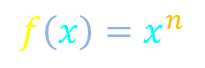 f(x) = xⁿ